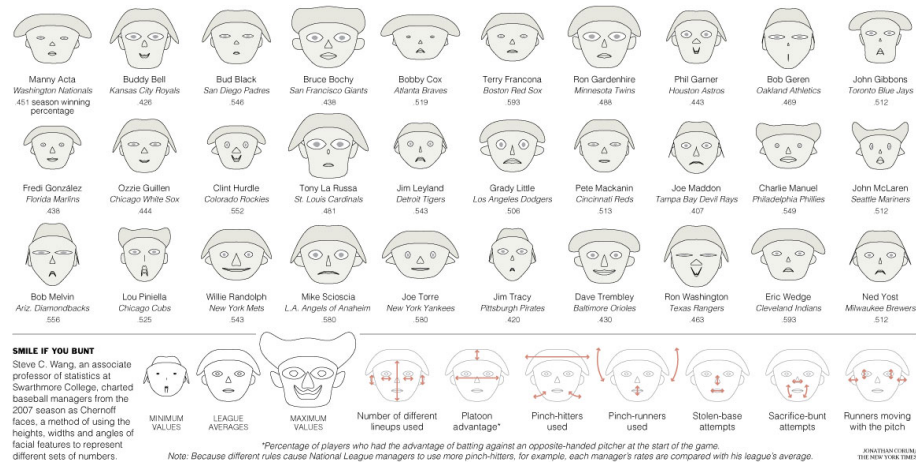 Manny Acta
Washington Nationals
.451 season winning
percentage
Buddy Bell
Kansas City Royals
.426
Bud Black
San Diego Padres
.546
Bruce Bochy
San Francisco Giants
.438
Bobby Cox
Atlanta Braves
.519
Terry Francona
Boston Red Sox
.593
Ron Gardenhire
Minnesota Twins
.488
Phil Garner
Houston Astros
.443
Bob Geren
Oakland Athletics
.469
John Gibbons
Toronto Blue Jays
.512
Fredi González
Florida Marlins
.438
Ozzie Guillen
Chicago White Sox
.444
Clint Hurdle
Colorado Rockies
.552
Tony La Russa
St. Louis Cardinals
.481
Jim Leyland
Detroit Tigers
.543
Grady Little
Los Angeles Dodgers
.506
Pete Mackanin
Cincinnati Reds
.513
Joe Maddon
Tampa Bay Devil Rays
.407
Charlie Manuel
Philadelphia Phillies
.549
John McLaren
Seattle Mariners
.512
Bob Melvin
Ariz. Diamondbacks
.556
Lou Piniella
Chicago Cubs
.525
Willie Randolph
New York Mets
.543
Mike Scioscia
L.A. Angels of Anaheim
.580
Joe Torre
New York Yankees
.580
Jim Tracy
Pittsburgh Pirates
.420
Dave Trembley
Baltimore Orioles
.430
Ron Washington
Texas Rangers
.463
Eric Wedge
Cleveland Indians
.593
Ned Yost
Milwaukee Brewers
.512
SMILE IF YOU BUNT
Steve C. Wang, an associate
professor of statistics at
Swarthmore College, charted
baseball managers from the
2007 season as Chernoff
faces, a method of using the
heights, widths and angles of
facial features to represent
different sets of numbers.
MINIMUM
VALUES
LEAGUE
AVERAGES
MAXIMUM
VALUES
Number of different
lineups used
Platoon
advantage*
Pinch-hitters
used
Pinch-runners
used
Stolen-base
attempts
Sacrifice-bunt
attempts
Runners moving
with the pitch
*Percentage of players who had the advantage of batting against an opposite-handed pitcher at the start of the game.
Note: Because different rules cause National League managers to use more pinch-hitters, for example, each manager's rates are compared with his league's average.
JONATHAN CORUM/
THE NEW YORK TIMES